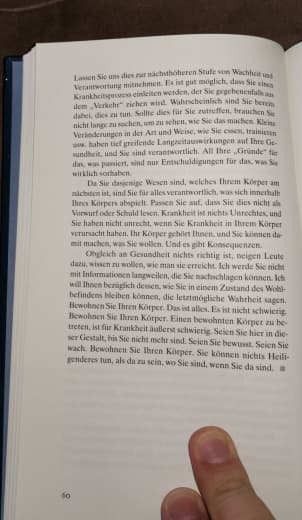 Lassen Sie uns dies zur nächsthöheren Stufe von Wachheit und
Verantwortung mitnehmen. Es ist gut möglich, dass Sie einen
Krankheitsprozess einleiten werden, der Sie gegebenenfalls aus
dem „Verkehr" ziehen wird. Wahrscheinlich sind Sie bereits
dabei, dies zu tun. Sollte dies für Sie zutreffen, brauchen Sie
nicht lange zu suchen, um zu sehen, wie Sie das machen. Kleine
Veränderungen in der Art und Weise, wie Sie essen, trainieren
usw. haben tief greifende Langzeitauswirkungen auf Ihre Ge-
sundheit, und Sie sind verantwortlich. All Ihre „Gründe" für
das, was passiert, sind nur Entschuldigungen für das, was Sie
wirklich vorhaben.
Da Sie dasjenige Wesen sind, welches Ihrem Körper am
nächsten ist, sind Sie für alles verantwortlich, was sich innerhalb
Ihres Körpers abspielt. Passen Sie auf, dass Sie dies nicht als
Vorwurf oder Schuld lesen. Krankheit ist nichts Unrechtes, und
Sie haben nicht unrecht, wenn Sie Krankheit in Ihrem Körper
verursacht haben. Ihr Körper gehört Ihnen, und Sie können da-
mit machen, was Sie wollen. Und es gibt Konsequenzen.
Obgleich an Gesundheit nichts richtig ist, neigen Leute
dazu, wissen zu wollen, wie man sie erreicht. Ich werde Sie nicht
mit Informationen langweilen, die Sie nachschlagen können. Ich
will Ihnen bezüglich dessen, wie Sie in einem Zustand des Wohl-
befindens bleiben können, die letztmögliche Wahrheit sagen.
Bewohnen Sie Ihren Körper. Das ist alles. Es ist nicht schwierig.
Bewohnen Sie Ihren Körper. Einen bewohnten Körper zu be-
treten, ist für Krankheit äußerst schwierig. Seien Sie hier in die-
ser Gestalt, bis Sie nicht mehr sind. Seien Sie bewusst. Seien Sie
wach. Bewohnen Sie Ihren Körper. Sie können nichts Heili-
genderes tun, als da zu sein, wo Sie sind, wenn Sie da sind.
60